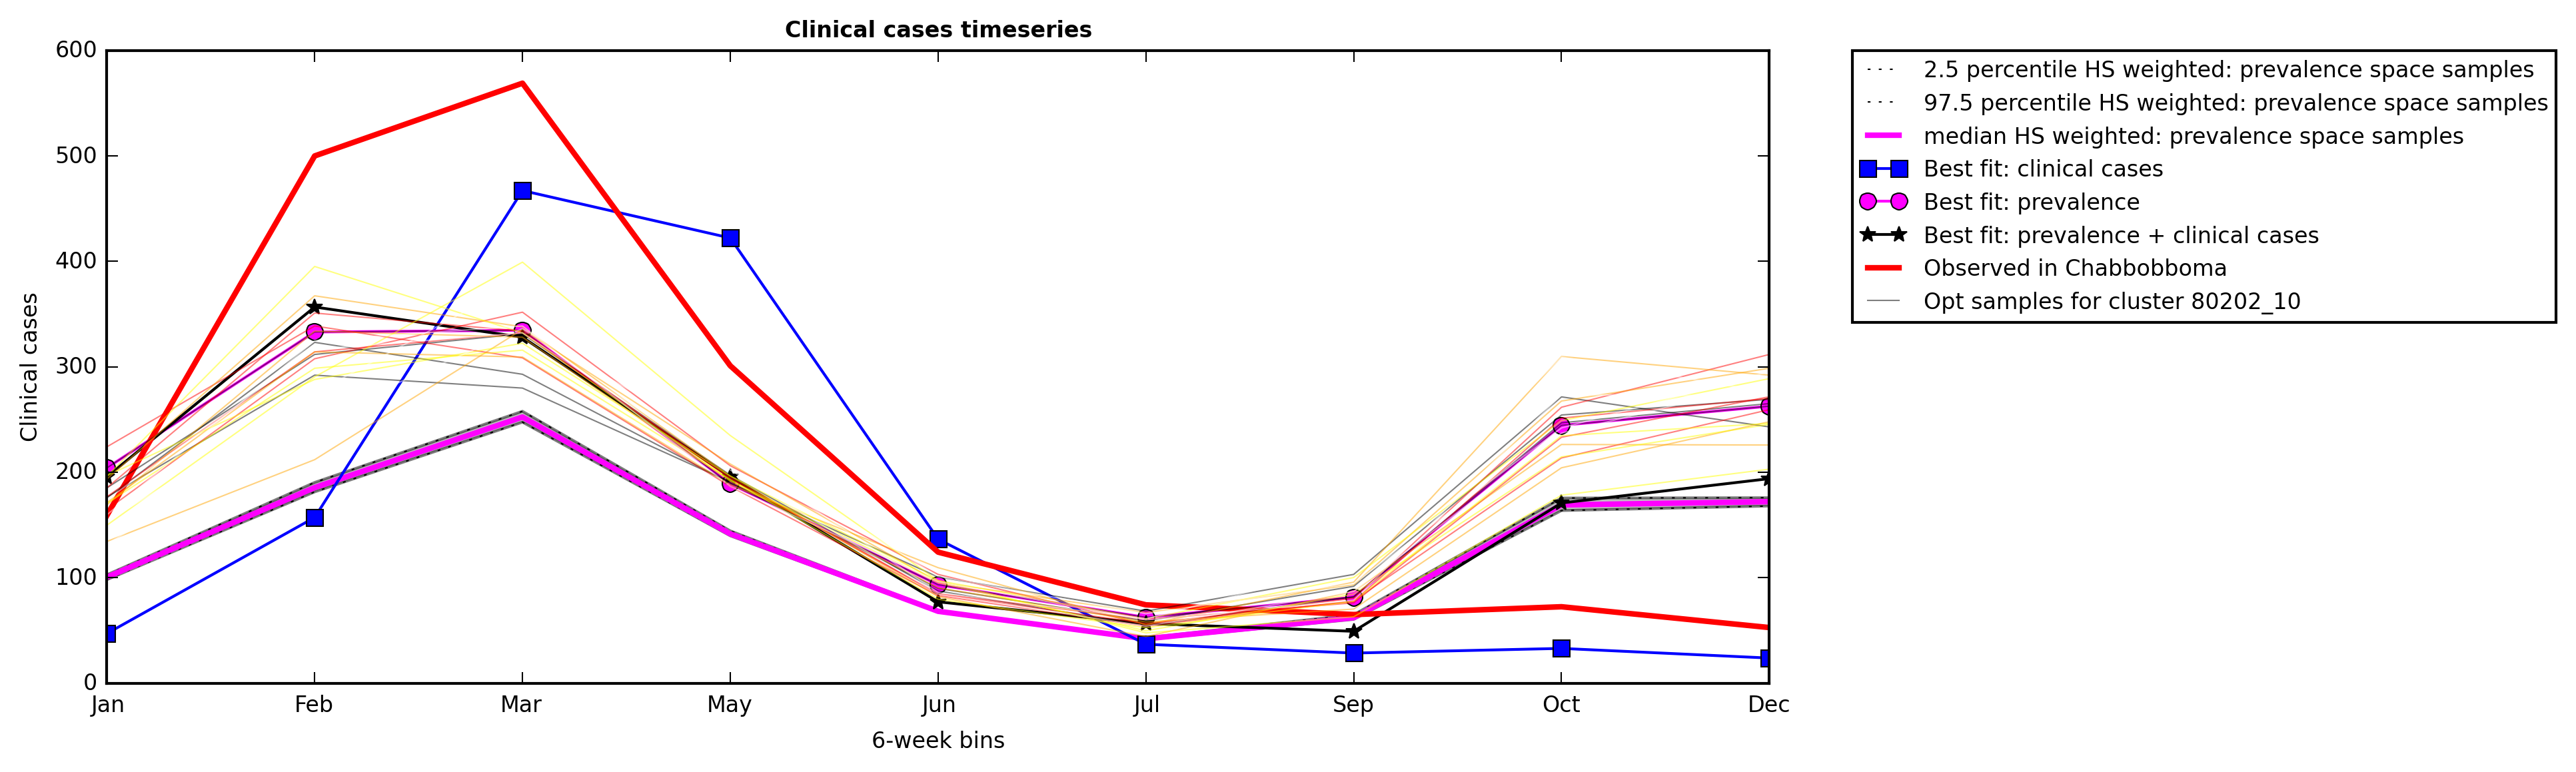 Clinical cases timeseries
600
500
400
300
200
100
0
Clinical cases
Jan Feb Mar May Jun Jul Sep Oct Dec
6-week bins
2.5 percentile HS weighted: prevalence space samples
97.5 percentile HS weighted: prevalence space samples
median HS weighted: prevalence space samples
Best fit: clinical cases
Best fit: prevalence
Best fit: prevalence + clinical cases
Observed in Chabbobboma
Opt samples for cluster 80202_10